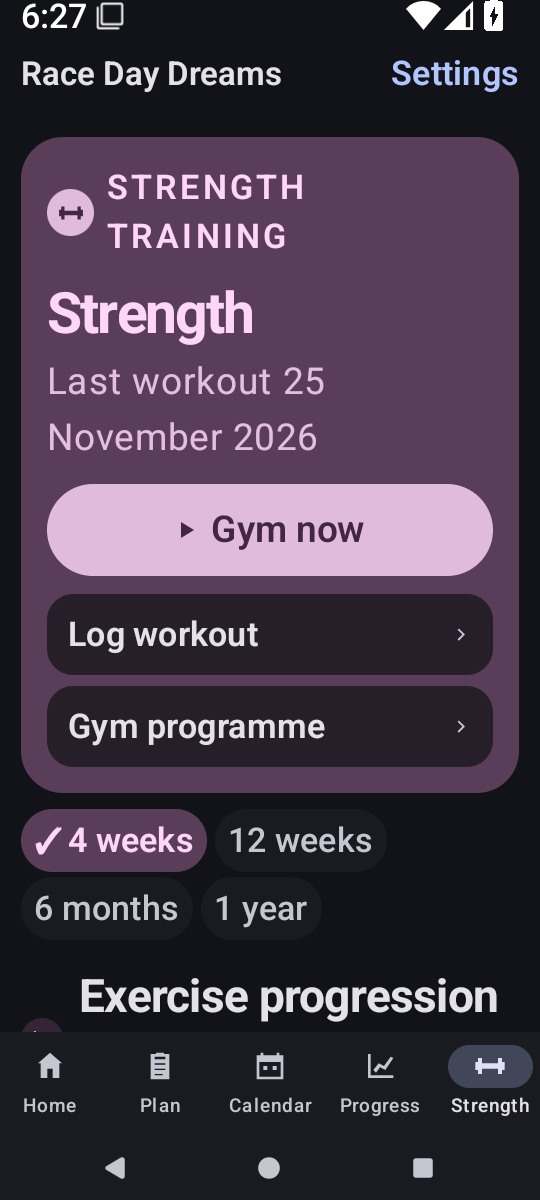 6:27
Race Day Dreams
Settings
STRENGTH
TRAINING
Strength
Last workout 25
November 2026
Gym now
Log workout
Gym programme
✓4 weeks
12 weeks
6 months
1 year
Exercise progression
Home
Plan
Calendar
Progress
Strength